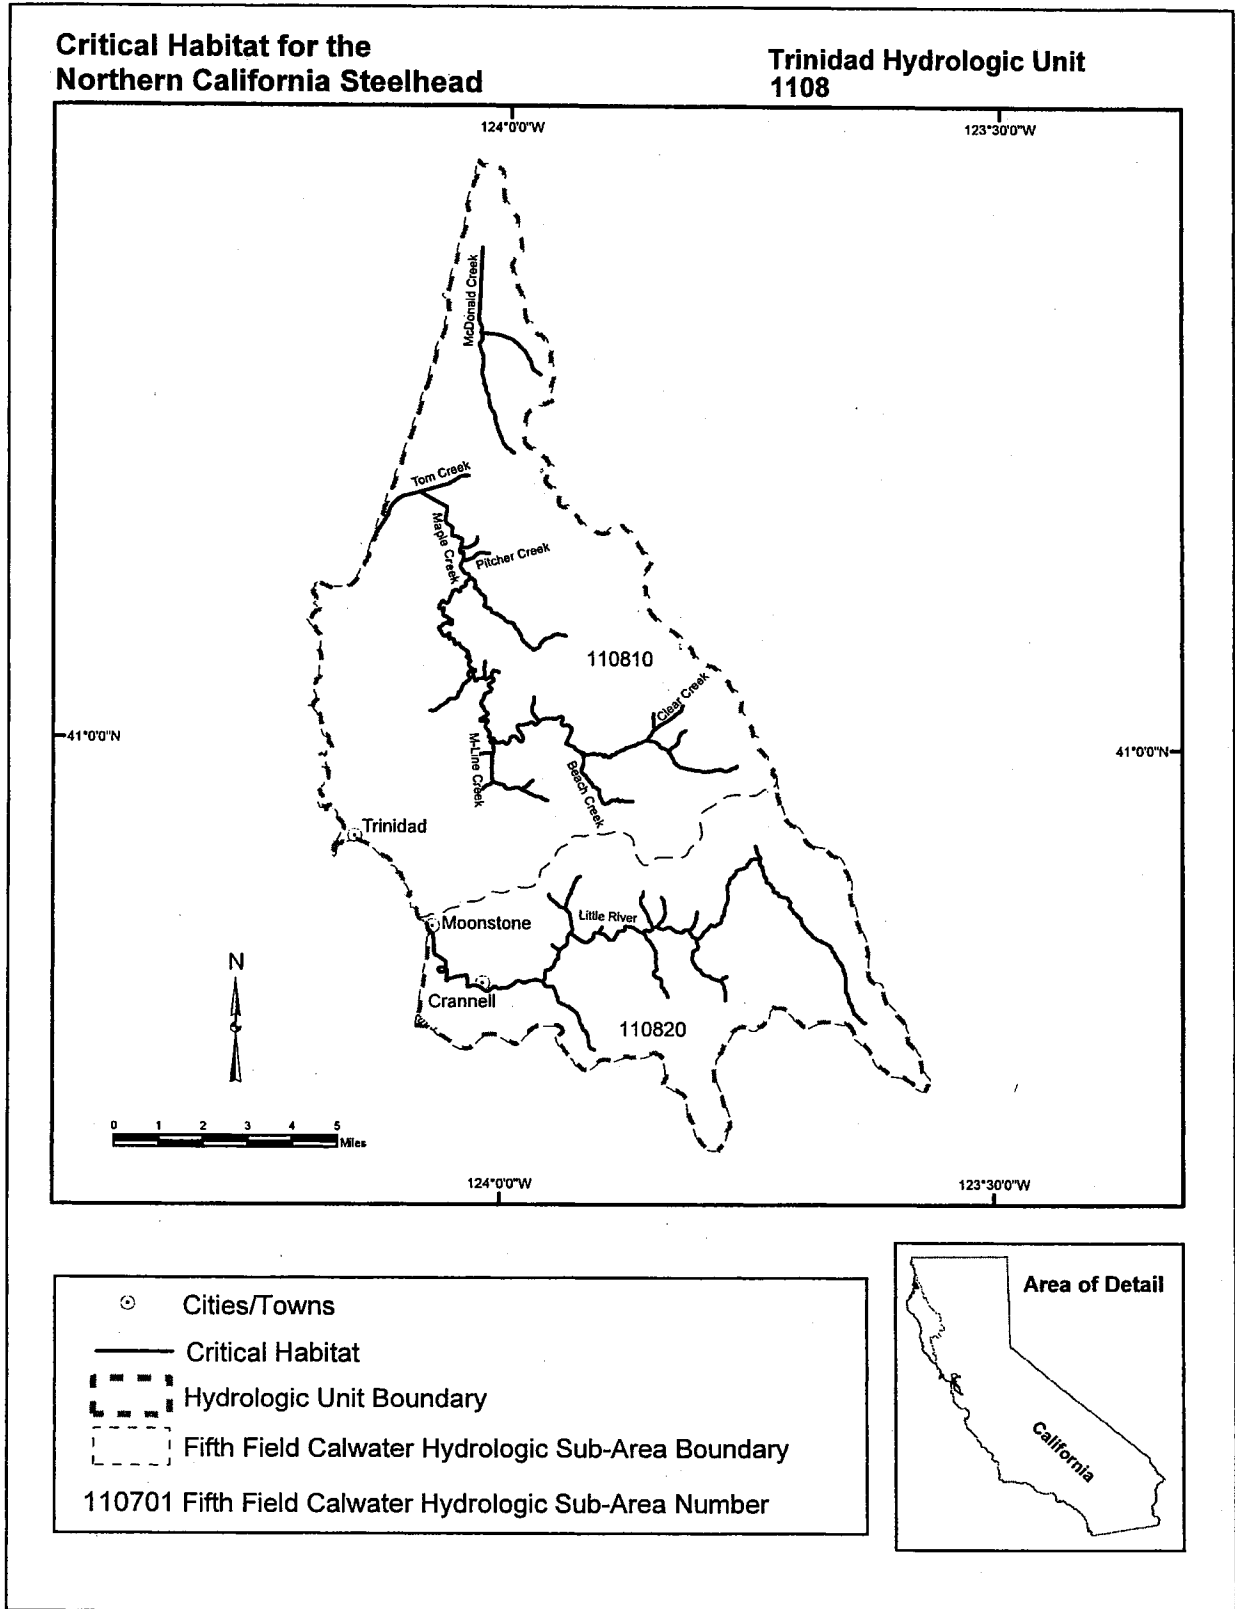 Critical Habitat for the
Northern California Steelhead
Trinidad Hydrologic Unit
1108
124°0'0"W
123°30'0"W
McDonald Creek
Tom Creek
Maple Creek
Pitcher Creek
110810
Clear Creek
41°0'0"N
41°0'0"N
M-Line Creek
Beach Creek
Trinidad
Moonstone
Little River
N
Crannell
110820
0 1 2 3 4 5
Miles
124°0'0"W
123°30'0"W
Cities/Towns
Critical Habitat
Hydrologic Unit Boundary
Fifth Field Calwater Hydrologic Sub-Area Boundary
110701 Fifth Field Calwater Hydrologic Sub-Area Number
Area of Detail
California